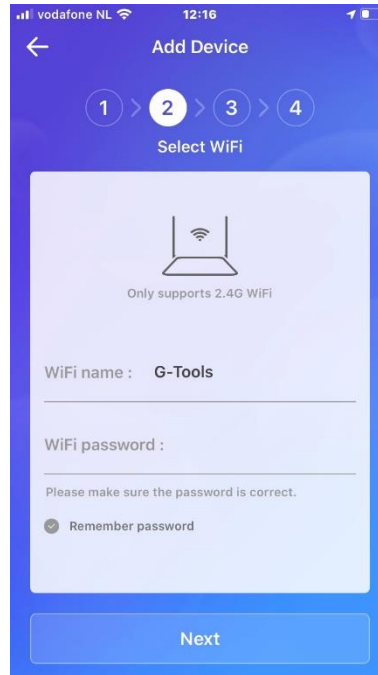 vodafone NL 12:16
Add Device
1 > 2 > 3 > 4
Select WiFi
Only supports 2.4G WiFi
WiFi name : G-Tools
WiFi password :
Please make sure the password is correct.
Remember password
Next